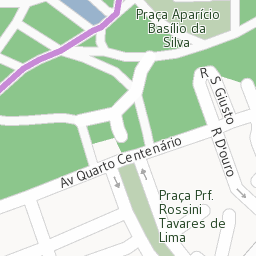 Praça Aparício
Basílio da
Silva
R S Giusto
R Douro
Av Quarto Centenário
Praça Prf.
Rossini
Tavares de
Lima